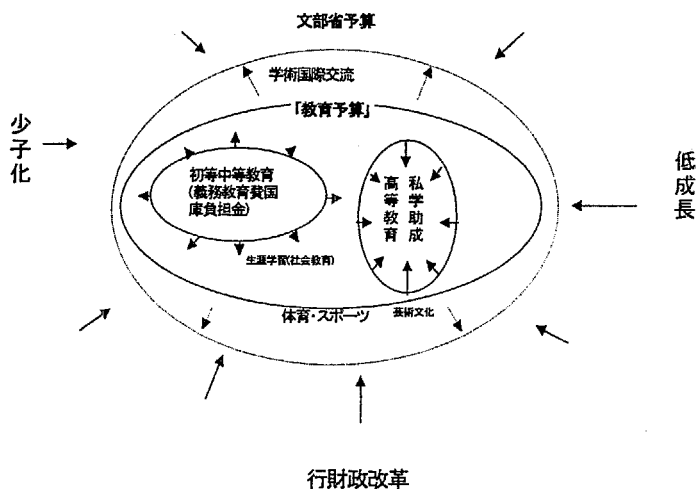 文部省予算
学術国際交流
「教育予算」
少子化
低成長
初等中等教育
(義務教育費国
庫負担金)
私学助成
高等教育
生涯学習(社会教育)
体育・スポーツ
芸術文化
行財政改革